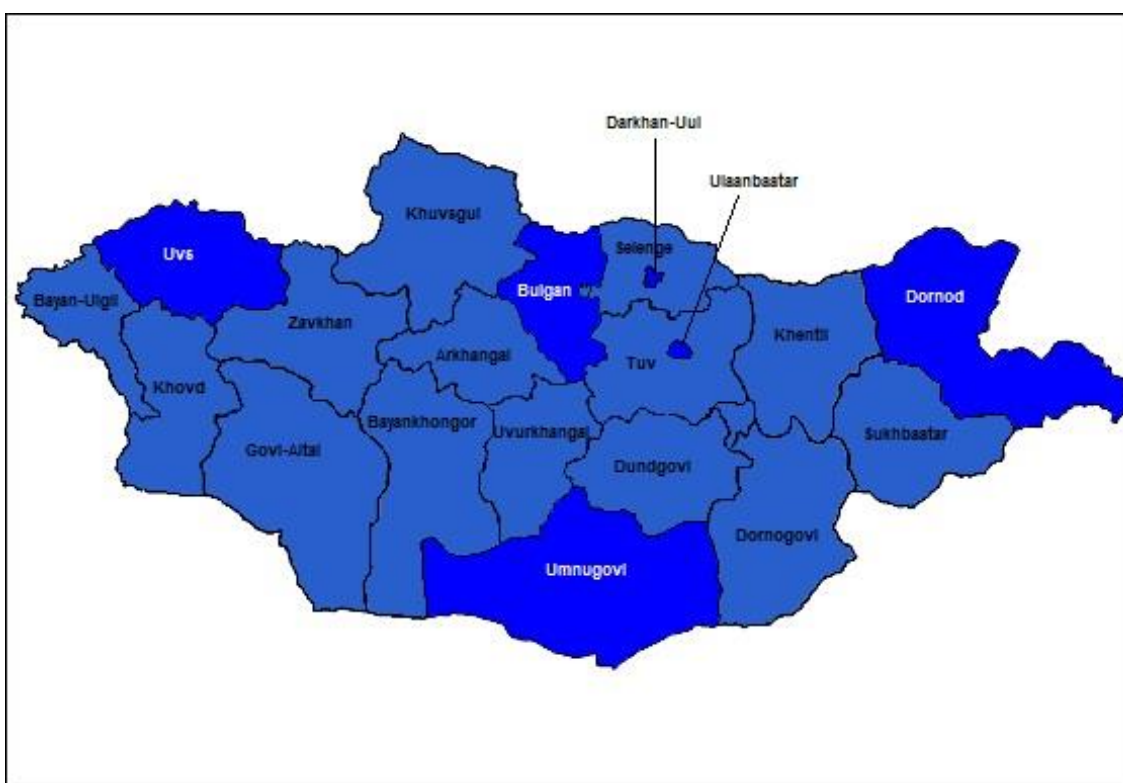 Darkhan-Uul
Ulaanbaatar
Khuvsgul
Selenge
Uvs
Bulgan
Dornod
Bayan-Ulgii
Zavkhan
Khentii
Arkhangai
Tuv
Khovd
Bayankhongor
Uvurkhangai
Sukhbaatar
Govi-Altai
Dundgovi
Dornogovi
Umnugovi